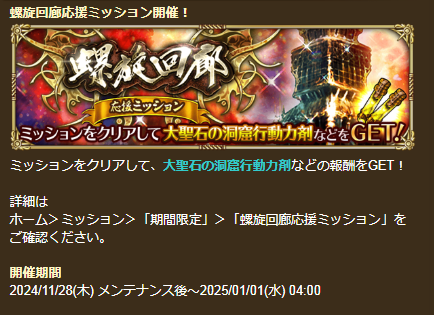 螺旋回廊応援ミッション開催！
螺旋回廊
応援ミッション
ミッションをクリアして大聖石の洞窟行動力剤などをGET!
ミッションをクリアして、大聖石の洞窟行動力剤などの報酬をGET！
詳細は
ホーム＞ミッション＞「期間限定」＞「螺旋回廊応援ミッション」を
ご確認ください。
開催期間
2024/11/28(木) メンテナンス後～2025/01/01(水) 04:00